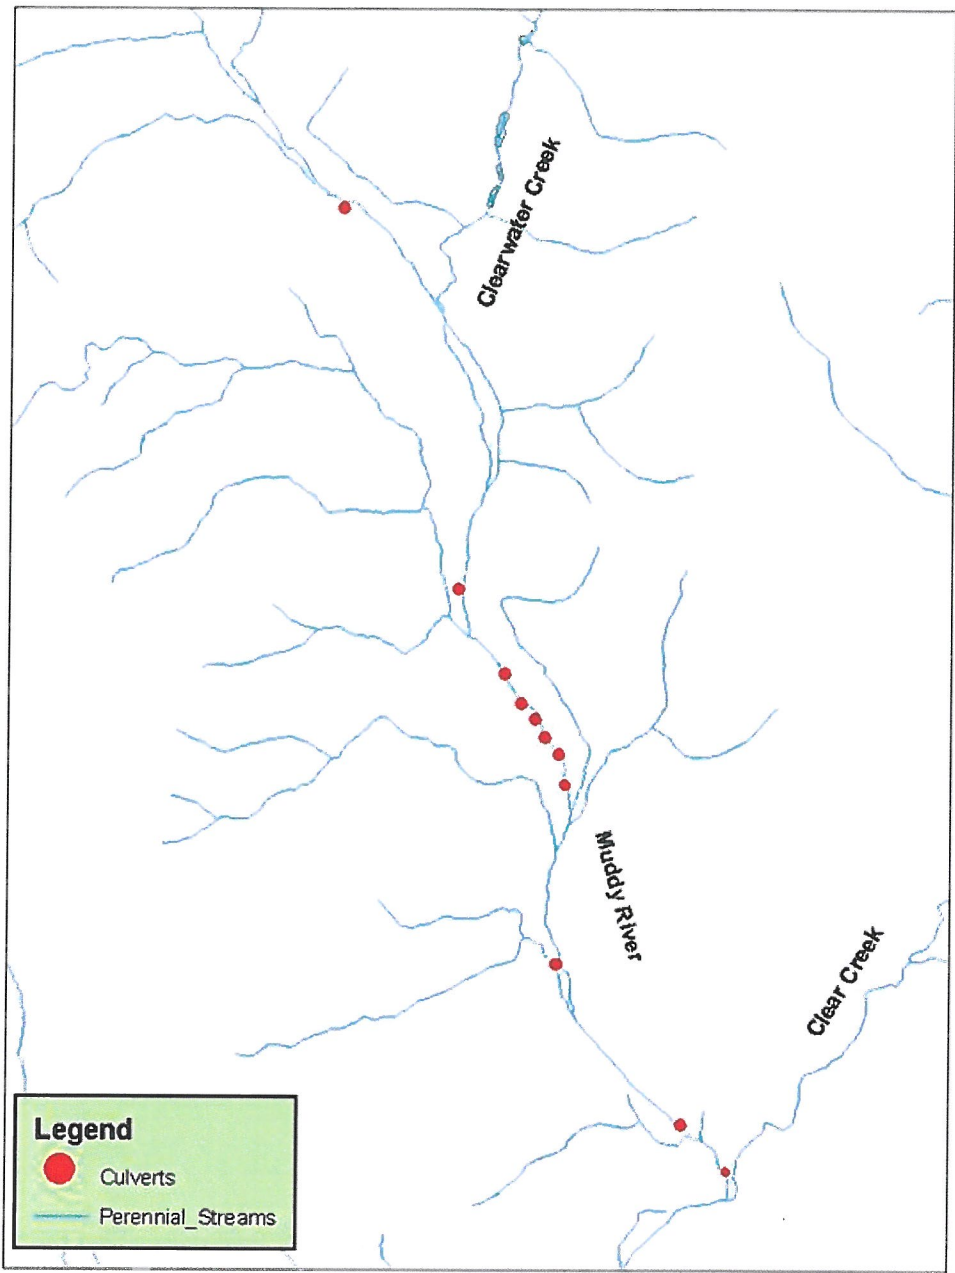 Clearwater Creek
Muddy River
Clear Creek
Legend
Culverts
Perennial_Streams